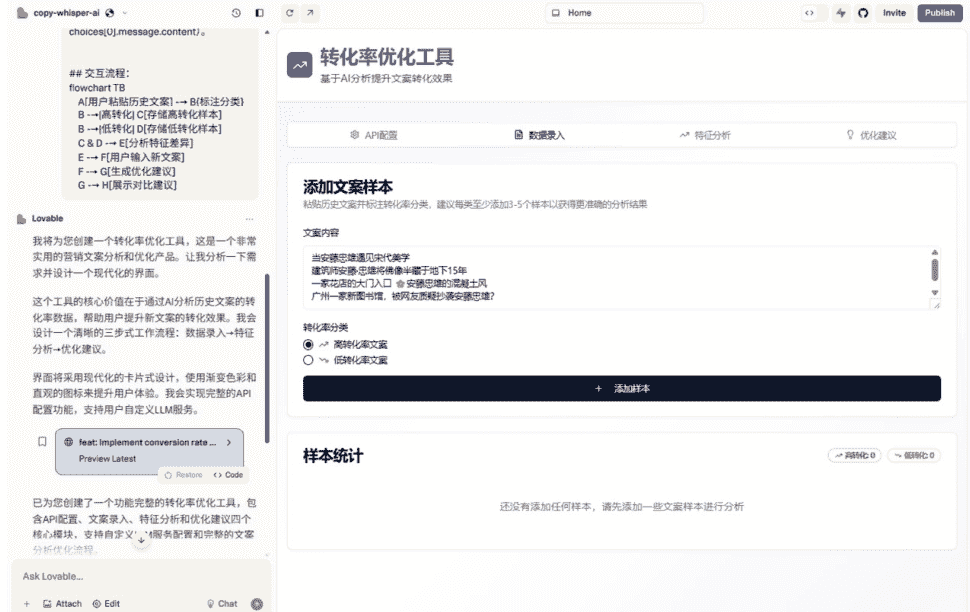 copy-whisper-ai
Home
Invite
Publish
choices[0].message.content)。
## 交互流程：
flowchart TB
A[用户粘贴历史文案] --> B{标注分类}
B -->|高转化| C[存储高转化样本]
B -->|低转化| D[存储低转化样本]
C & D --> E[分析特征差异]
E --> F[用户输入新文案]
F --> G[生成优化建议]
G --> H[展示对比建议]
Lovable
我将为您创建一个转化率优化工具，这是一个非常
实用的营销文案分析和优化产品。让我分析一下需
求并设计一个现代化的界面。
这个工具的核心价值在于通过AI分析历史文案的转
化率数据，帮助用户提升新文案的转化效果。我会
设计一个清晰的三步式工作流程：数据录入→特征
分析→优化建议。
界面将采用现代化的卡片式设计，使用渐变色彩和
直观的图标来提升用户体验。我会实现完整的API
配置功能，支持用户自定义LLM服务。
feat: Implement conversion rate ...
Preview Latest
Restore
Code
已为您创建了一个功能完整的转化率优化工具，包
含API配置、文案录入、特征分析和优化建议四个
核心模块，支持自定义LLM服务配置和完整的文案
分析优化流程。
Ask Lovable...
Attach
Edit
Chat
转化率优化工具
基于AI分析提升文案转化效果
API配置
数据录入
特征分析
优化建议
添加文案样本
粘贴历史文案并标注转化率分类，建议每类至少添加3-5个样本以获得更准确的分析结果
文案内容
当安藤忠雄遇见宋代美学
建筑师安藤·忠雄将佛像半藏于地下15年
一家花店的大门入口 安藤忠雄的混凝土风
广州一家新图书馆，被网友质疑抄袭安藤忠雄？
转化率分类
高转化率文案
低转化率文案
+ 添加样本
样本统计
高转化: 0
低转化: 0
还没有添加任何样本，请先添加一些文案样本进行分析